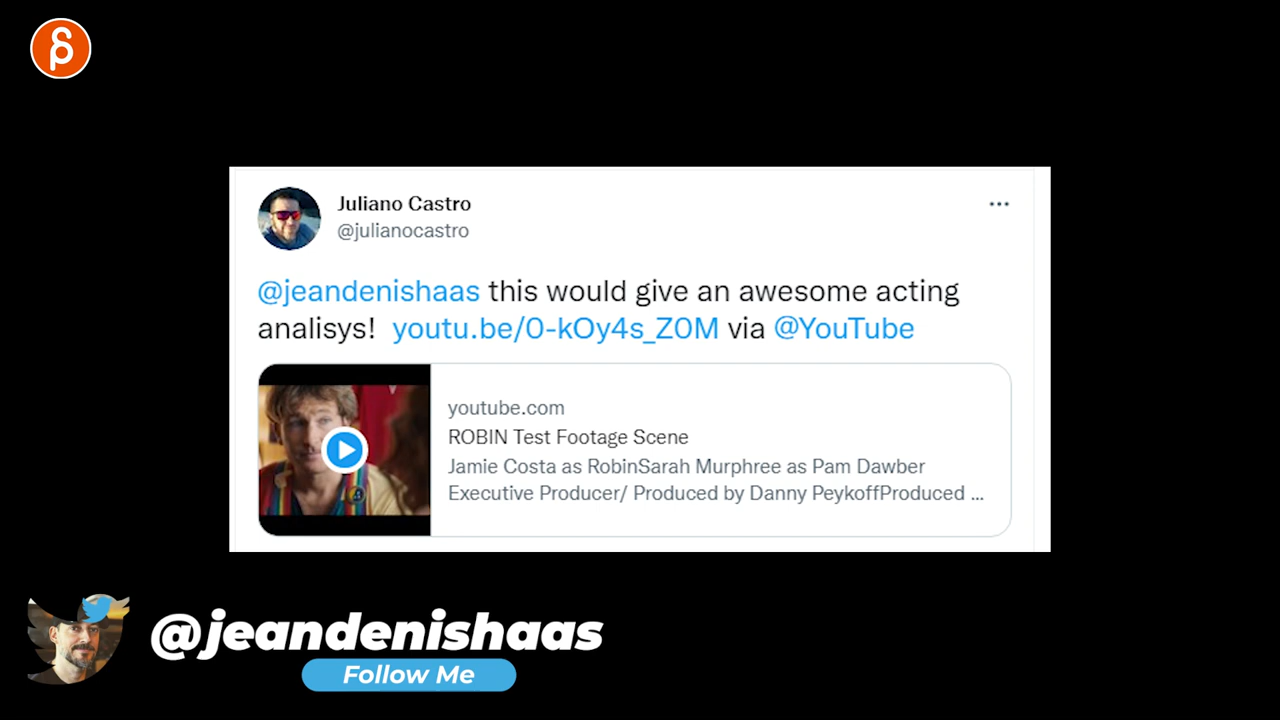 Juliano Castro
@julianocastro
@jeandenishaas this would give an awesome acting
analisys! youtu.be/0-kOy4s_Z0M via @YouTube
youtube.com
ROBIN Test Footage Scene
Jamie Costa as RobinSarah Murphree as Pam Dawber
Executive Producer/ Produced by Danny PeykoffProduced ...
@jeandenishaas
Follow Me